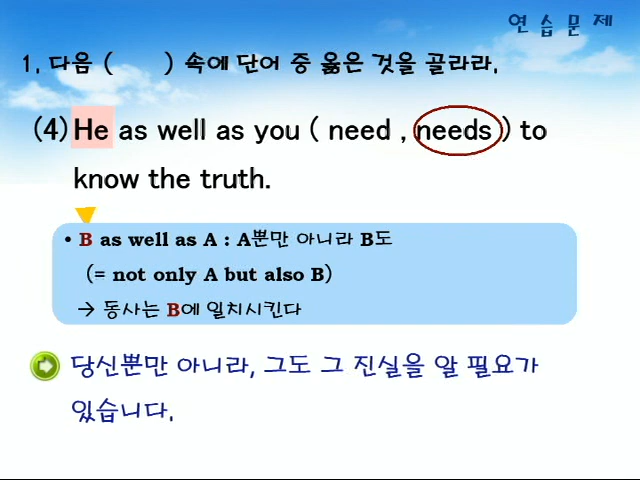 연 습 문 제
1. 다음 (      ) 속에 단어 중 옳은 것을 골라라.
(4) He as well as you ( need , needs ) to
know the truth.
• B as well as A : A뿐만 아니라 B도
(= not only A but also B)
→ 동사는 B에 일치시킨다
당신뿐만 아니라, 그도 그 진실을 알 필요가
있습니다.